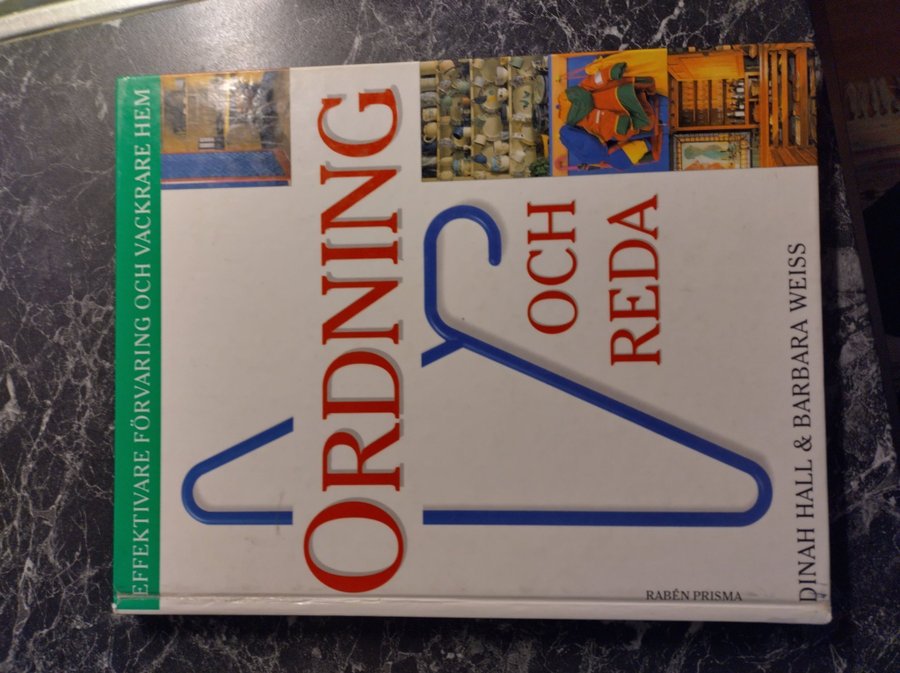 EFFEKTIVARE FÖRVARING OCH VACKRARE HEM
ORDNING
OCH
REDA
RABÉN PRISMA
DINAH HALL & BARBARA WEISS